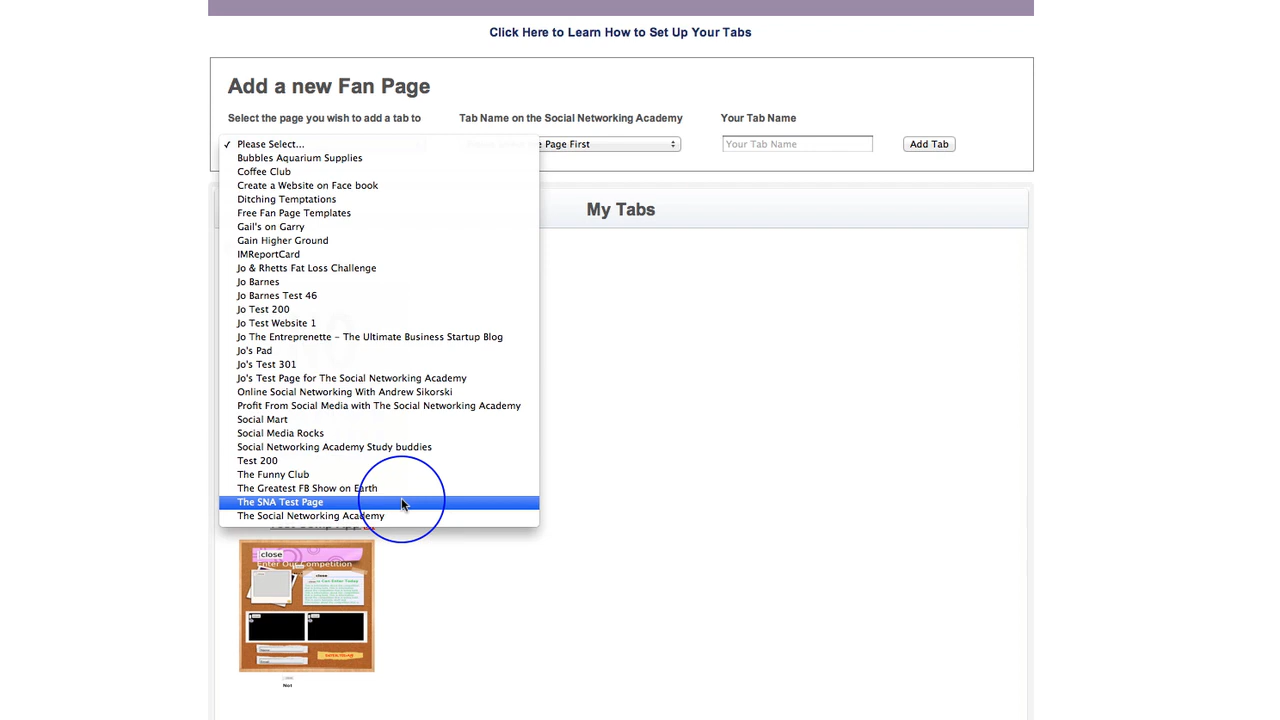 Click Here to Learn How to Set Up Your Tabs
Add a new Fan Page
Select the page you wish to add a tab to
Tab Name on the Social Networking Academy
Your Tab Name
✓ Please Select...
Page First
Your Tab Name
Add Tab
Bubbles Aquarium Supplies
Coffee Club
Create a Website on Face book
Ditching Temptations
Free Fan Page Templates
Gail's on Garry
Gain Higher Ground
IMReportCard
Jo & Rhetts Fat Loss Challenge
Jo Barnes
Jo Barnes Test 46
Jo Test 200
Jo Test Website 1
Jo The Entreprenette - The Ultimate Business Startup Blog
Jo's Pad
Jo's Test 301
Jo's Test Page for The Social Networking Academy
Online Social Networking With Andrew Sikorski
Profit From Social Media with The Social Networking Academy
Social Mart
Social Media Rocks
Social Networking Academy Study buddies
Test 200
The Funny Club
The Greatest FB Show on Earth
The SNA Test Page
The Social Networking Academy
My Tabs
close
Enter Our Competition
close
Not